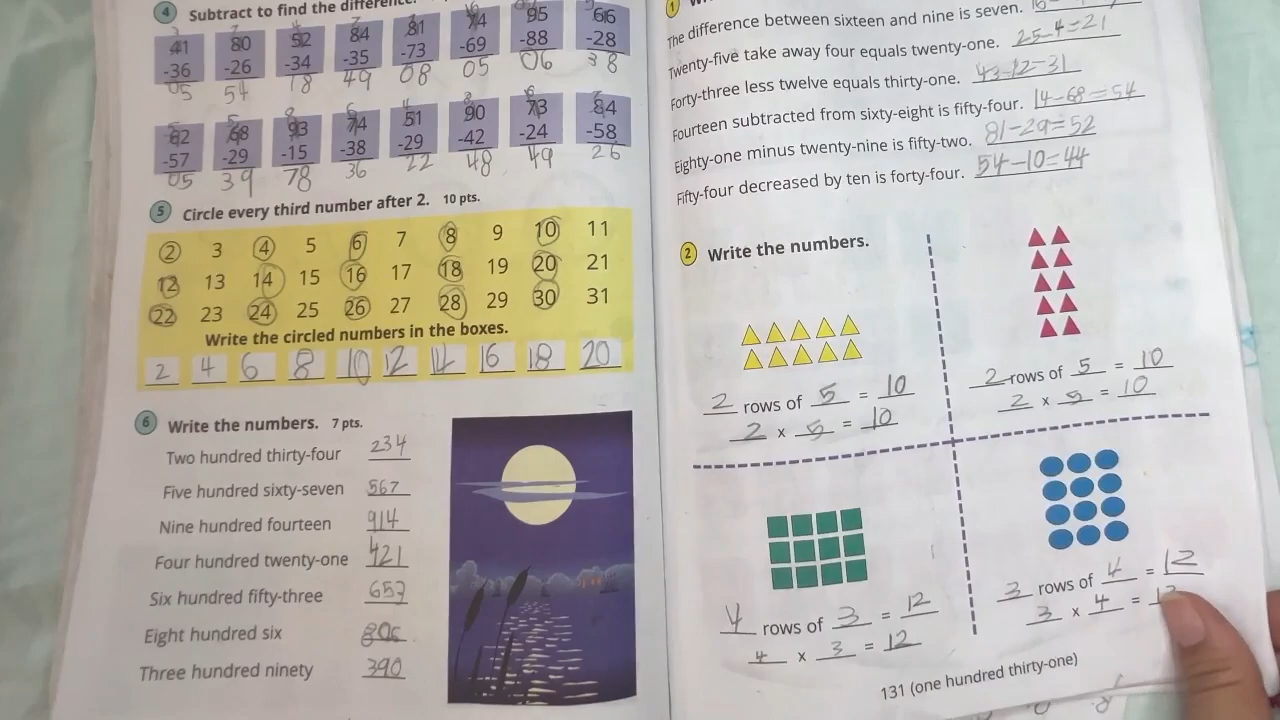 4 Subtract to find the difference.
41 80 52 84 81 74 95 66
-36 -26 -34 -35 -73 -69 -88 -28
05 54 18 49 08 05 06 38
62 68 93 74 51 90 73 84
-57 -29 -15 -38 -29 -42 -24 -58
05 39 78 36 22 48 49 26
5 Circle every third number after 2. 10 pts.
2 3 4 5 6 7 8 9 10 11
12 13 14 15 16 17 18 19 20 21
22 23 24 25 26 27 28 29 30 31
Write the circled numbers in the boxes.
2 4 6 8 10 12 14 16 18 20
6 Write the numbers. 7 pts.
Two hundred thirty-four 234
Five hundred sixty-seven 567
Nine hundred fourteen 914
Four hundred twenty-one 421
Six hundred fifty-three 653
Eight hundred six 806
Three hundred ninety 390
1
The difference between sixteen and nine is seven. 16-
Twenty-five take away four equals twenty-one. 25-4=21
Forty-three less twelve equals thirty-one. 43-12=31
Fourteen subtracted from sixty-eight is fifty-four. 14-68=54
Eighty-one minus twenty-nine is fifty-two. 81-29=52
Fifty-four decreased by ten is forty-four. 54-10=44
2 Write the numbers.
2 rows of 5 = 10
2 x 5 = 10
2 rows of 5 = 10
2 x 5 = 10
4 rows of 3 = 12
4 x 3 = 12
3 rows of 4 = 12
3 x 4 =
131 (one hundred thirty-one)